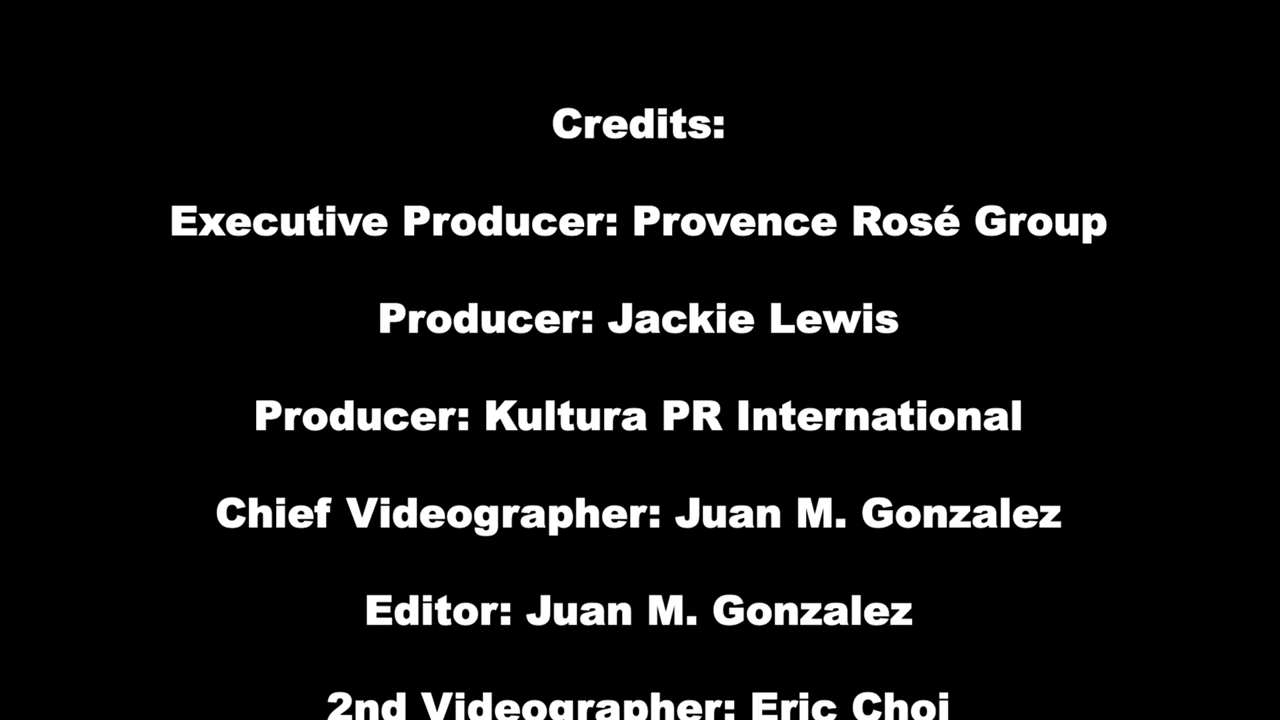 Credits:
Executive Producer: Provence Rosé Group
Producer: Jackie Lewis
Producer: Kultura PR International
Chief Videographer: Juan M. Gonzalez
Editor: Juan M. Gonzalez
2nd Videographer: Eric Choi